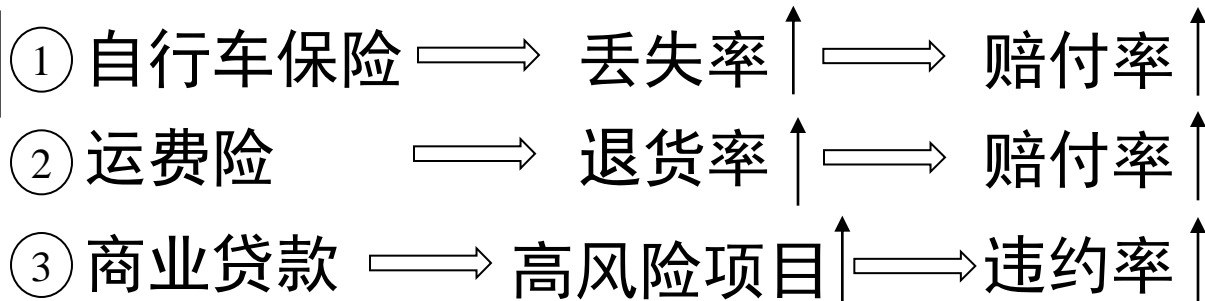 ①自行车保险 ⇒ 丢失率↑ ⇒ 赔付率↑
②运费险 ⇒ 退货率↑ ⇒ 赔付率↑
③商业贷款 ⇒ 高风险项目↑ ⇒ 违约率↑